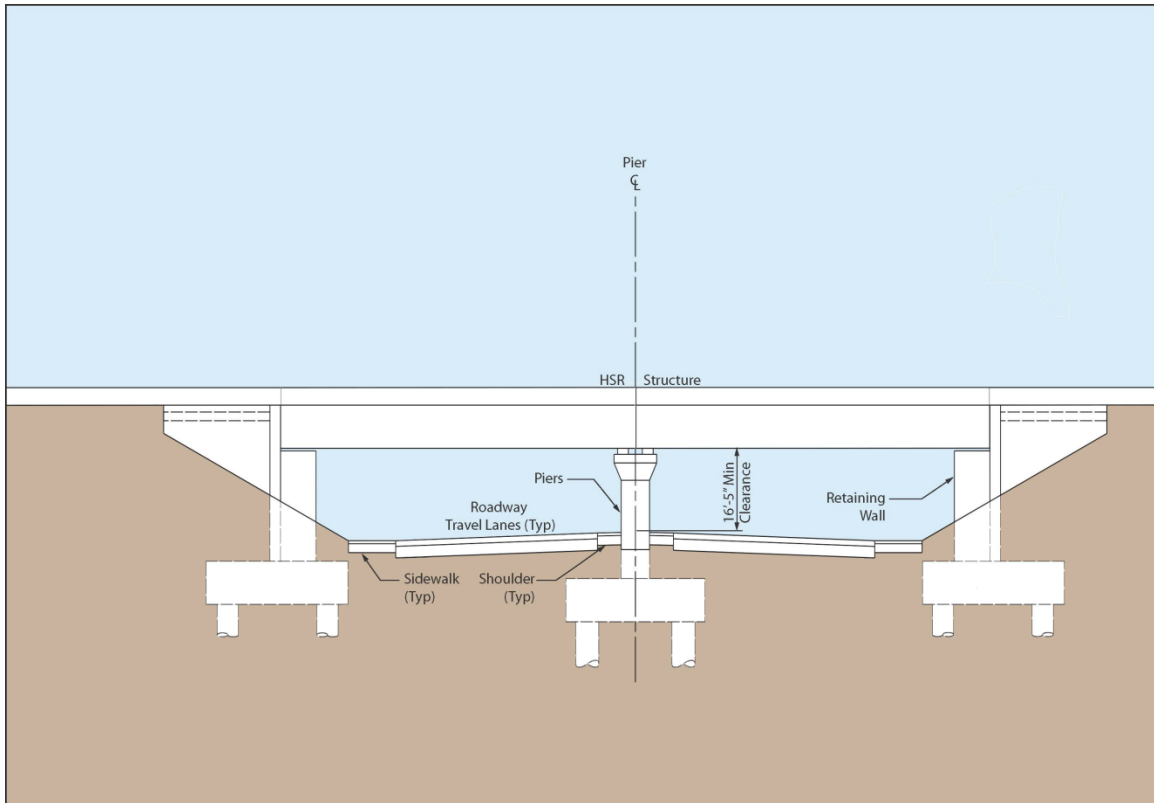 Pier
℄
HSR Structure
Piers
16'-5" Min
Clearance
Roadway
Travel Lanes (Typ)
Retaining
Wall
Sidewalk
(Typ)
Shoulder
(Typ)